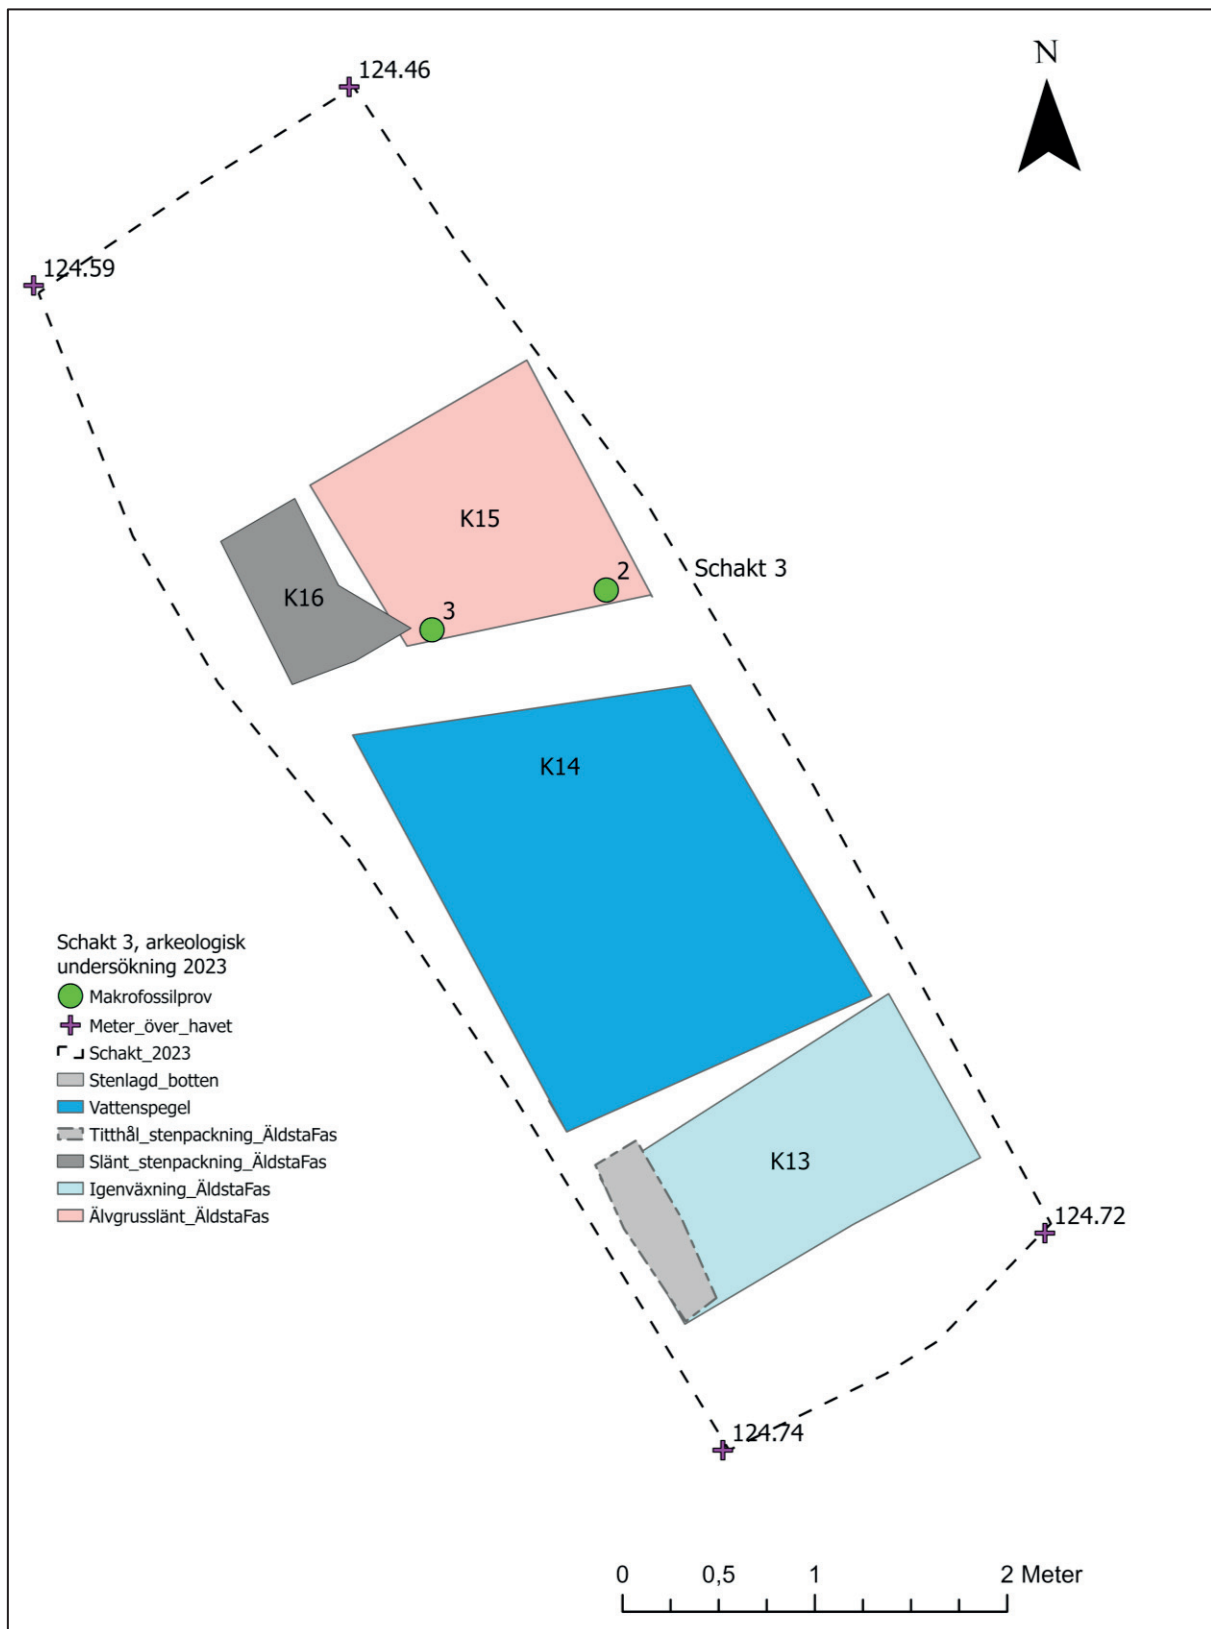 124.46
N
124.59
K15
2
Schakt 3
K16
3
K14
Schakt 3, arkeologisk
undersökning 2023
Makrofossilprov
Meter_över_havet
Schakt_2023
Stenlagd_botten
Vattenspegel
Titthål_stenpackning_ÄldstaFas
Slänt_stenpackning_ÄldstaFas
Igenväxning_ÄldstaFas
Älvgrusslänt_ÄldstaFas
K13
124.72
124.74
0 0,5 1 2 Meter